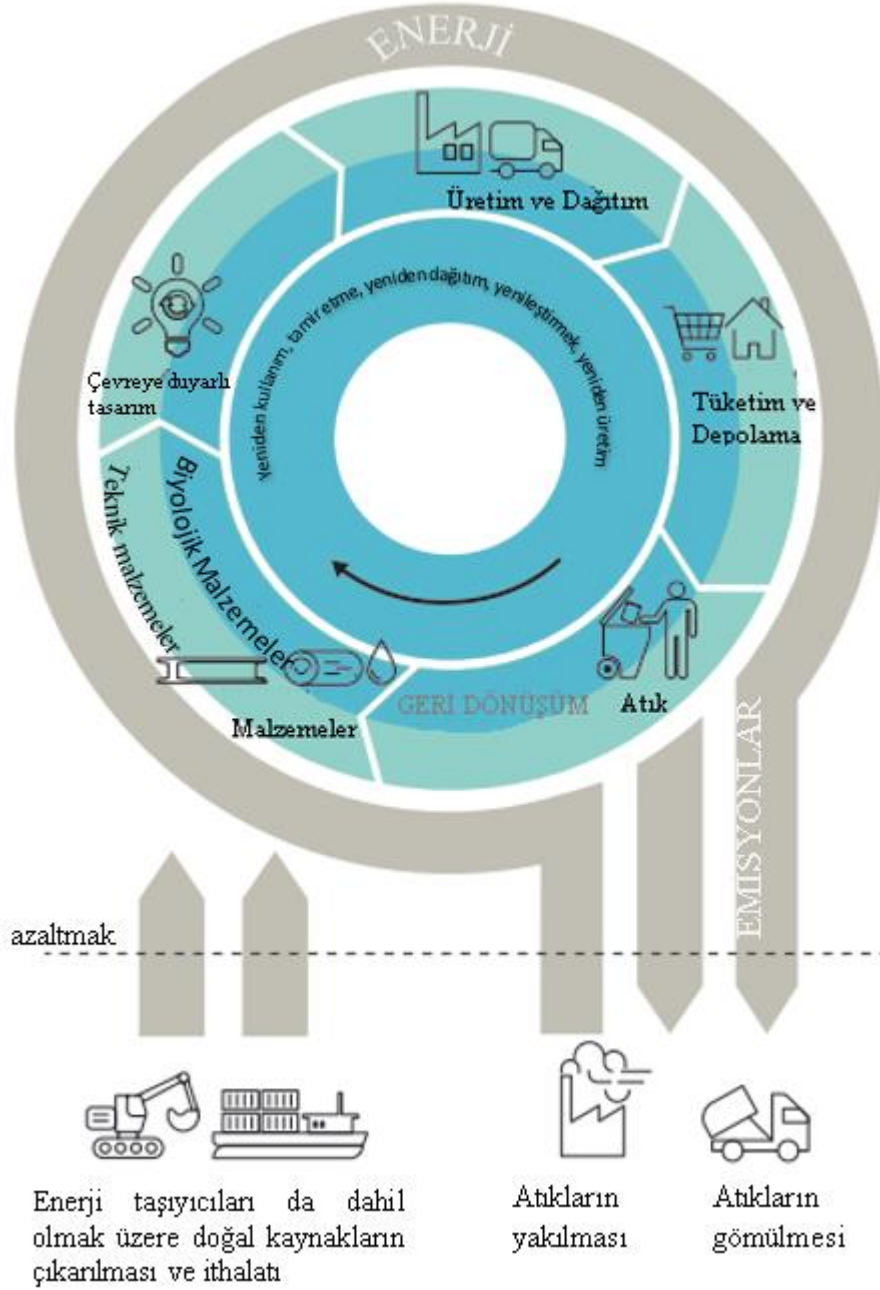 ENERJİ
Üretim ve Dağıtım
Yeniden kullanım, tamir etme, yeniden dağıtım, yenileştirmek, yeniden üretim
Çevreye duyarlı
tasarım
Tüketim ve
Depolama
Teknik malzemeler
Biyolojik Malzemeler
GERİ DÖNÜŞÜM
Atık
Malzemeler
EMİSYONLAR
azaltmak
Enerji taşıyıcıları da dahil
olmak üzere doğal kaynakların
çıkarılması ve ithalatı
Atıkların
yakılması
Atıkların
gömülmesi